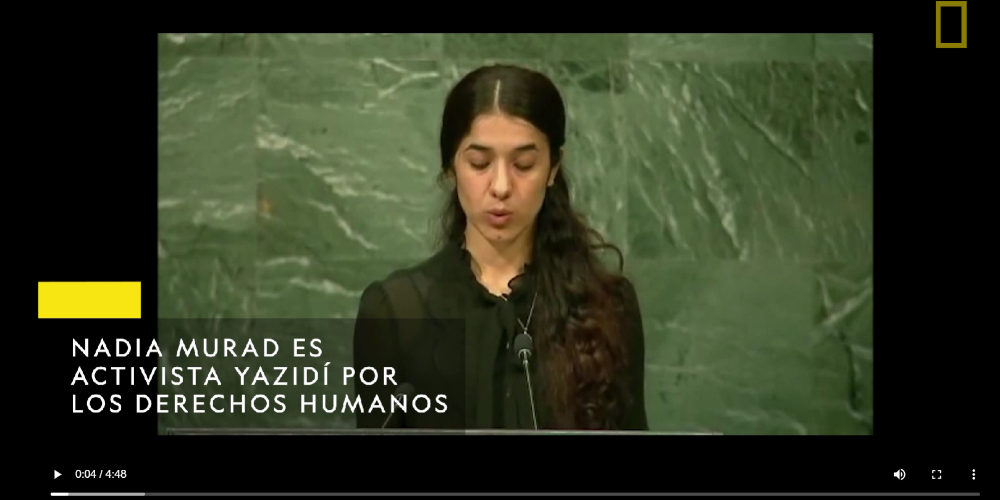 NADIA MURAD ES
ACTIVISTA YAZIDÍ POR
LOS DERECHOS HUMANOS
0:04 / 4:48